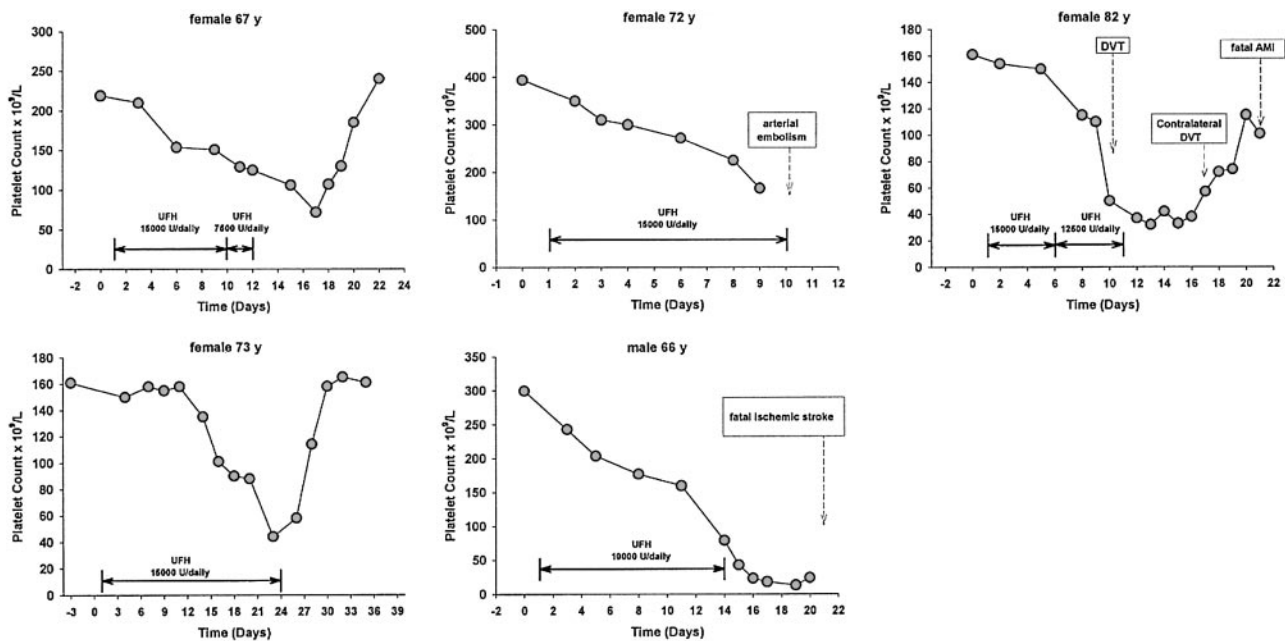 female 67 y
Platelet Count x 10⁹/L
300
250
200
150
100
50
0
UFH
15000 U/daily
UFH
7500 U/daily
-2 0 2 4 6 8 10 12 14 16 18 20 22 24
Time (Days)
female 72 y
Platelet Count x 10⁹/L
500
400
300
200
100
0
arterial
embolism
UFH
15000 U/daily
-1 0 1 2 3 4 5 6 7 8 9 10 11 12
Time (Days)
female 82 y
Platelet Count x 10⁹/L
180
160
140
120
100
80
60
40
20
DVT
fatal AMI
Contralateral
DVT
UFH
15000 U/daily
UFH
12500 U/daily
-2 0 2 4 6 8 10 12 14 16 18 20 22
Time (Days)
female 73 y
Platelet Count x 10⁹/L
180
160
140
120
100
80
60
40
20
0
UFH
15000 U/daily
-3 0 3 6 9 12 15 18 21 24 27 30 33 36 39
Time (Days)
male 66 y
Platelet Count x 10⁹/L
350
300
250
200
150
100
50
0
fatal ischemic stroke
UFH
10000 U/daily
-2 0 2 4 6 8 10 12 14 16 18 20 22
Time (Days)